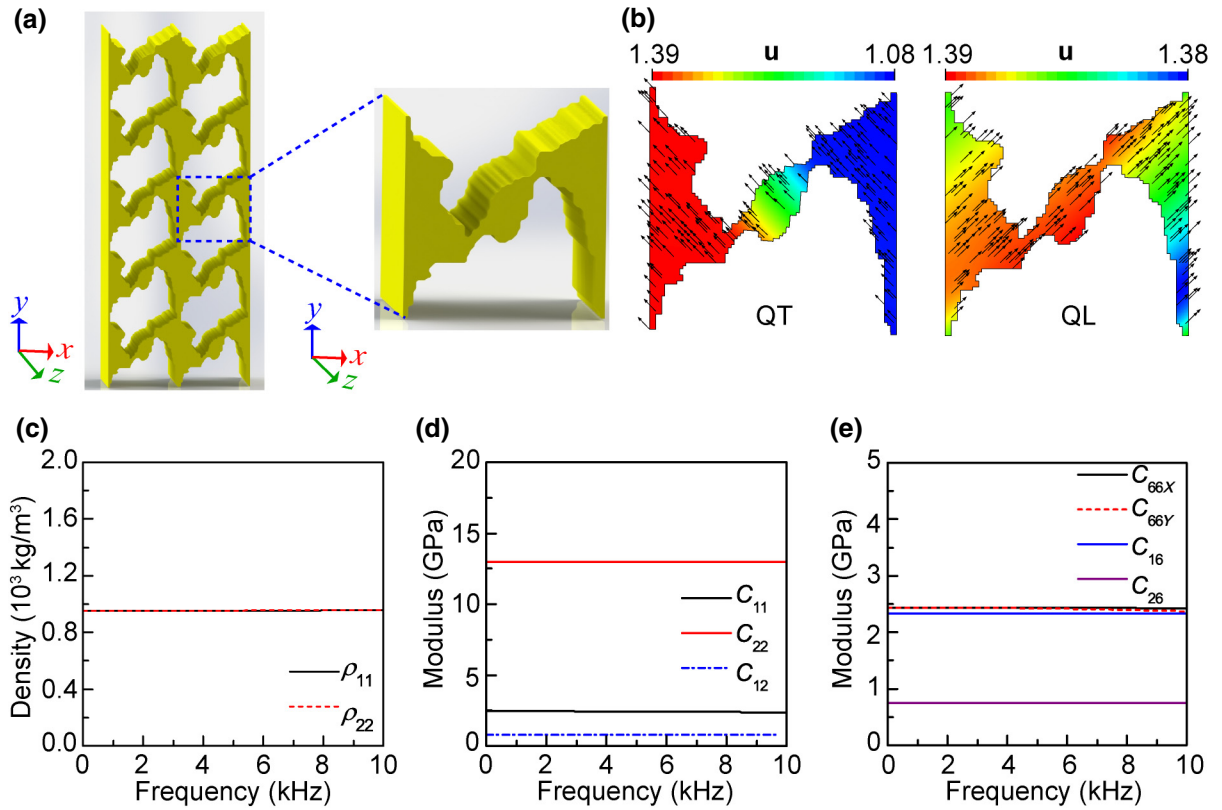 (a)
y
x
z
y
x
z
(b)
1.39 u 1.08
QT
1.39 u 1.38
QL
(c)
Density (10³ kg/m³)
2.0
1.6
1.2
0.8
0.4
0.0
ρ₁₁
ρ₂₂
0 2 4 6 8 10
Frequency (kHz)
(d)
Modulus (GPa)
20
15
10
5
0
C₁₁
C₂₂
C₁₂
0 2 4 6 8 10
Frequency (kHz)
(e)
Modulus (GPa)
5
4
3
2
1
0
C₆₆X
C₆₆Y
C₁₆
C₂₆
0 2 4 6 8 10
Frequency (kHz)